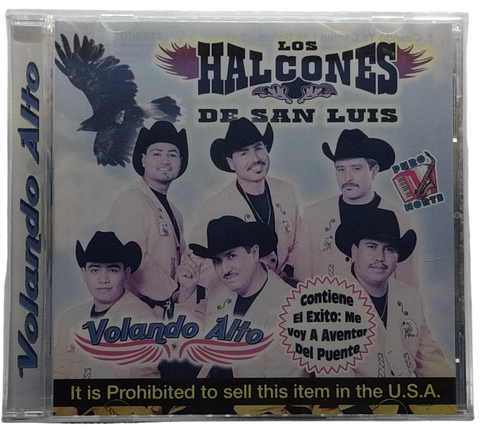 LOS
HALCONES
DE SAN LUIS
Volando Alto
PURO
NORTE
Contiene
El Exito: Me
Voy A Aventar
Del Puente
Volando Alto
It is Prohibited to sell this item in the U.S.A.